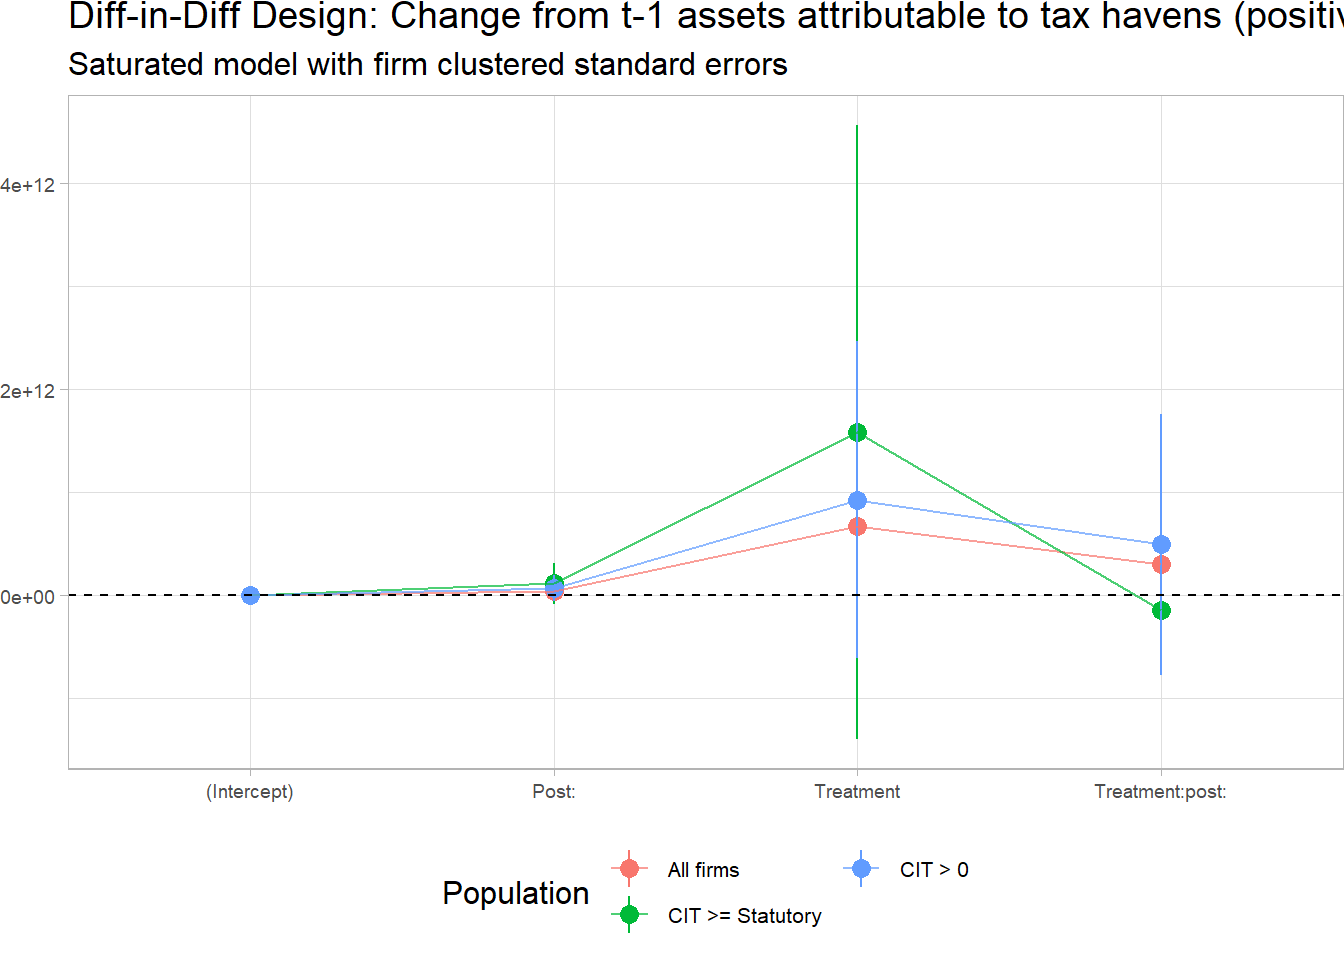 Diff-in-Diff Design: Change from t-1 assets attributable to tax havens (positiv
Saturated model with firm clustered standard errors
4e+12
2e+12
0e+00
(Intercept)
Post:
Treatment
Treatment:post:
Population
All firms
CIT > 0
CIT >= Statutory